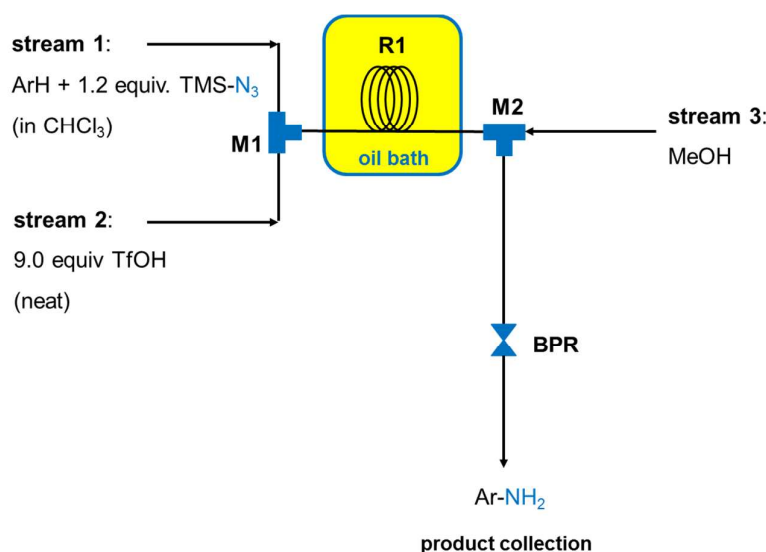 stream 1:
ArH + 1.2 equiv. TMS-N₃
(in CHCl₃)
M1
stream 2:
9.0 equiv TfOH
(neat)
R1
oil bath
M2
stream 3:
MeOH
BPR
Ar-NH₂
product collection